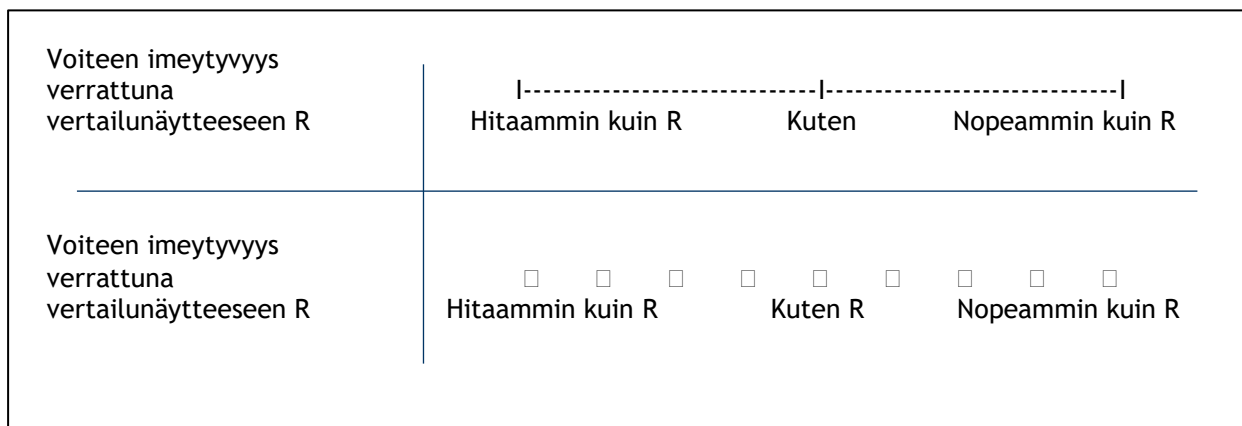 Voiteen imeytyvyys
verrattuna
vertailunäytteeseen R
|-----------------------------|-----------------------------|
Hitaammin kuin R Kuten Nopeammin kuin R
Voiteen imeytyvyys
verrattuna
vertailunäytteeseen R
□ □ □ □ □ □ □ □ □
Hitaammin kuin R Kuten R Nopeammin kuin R